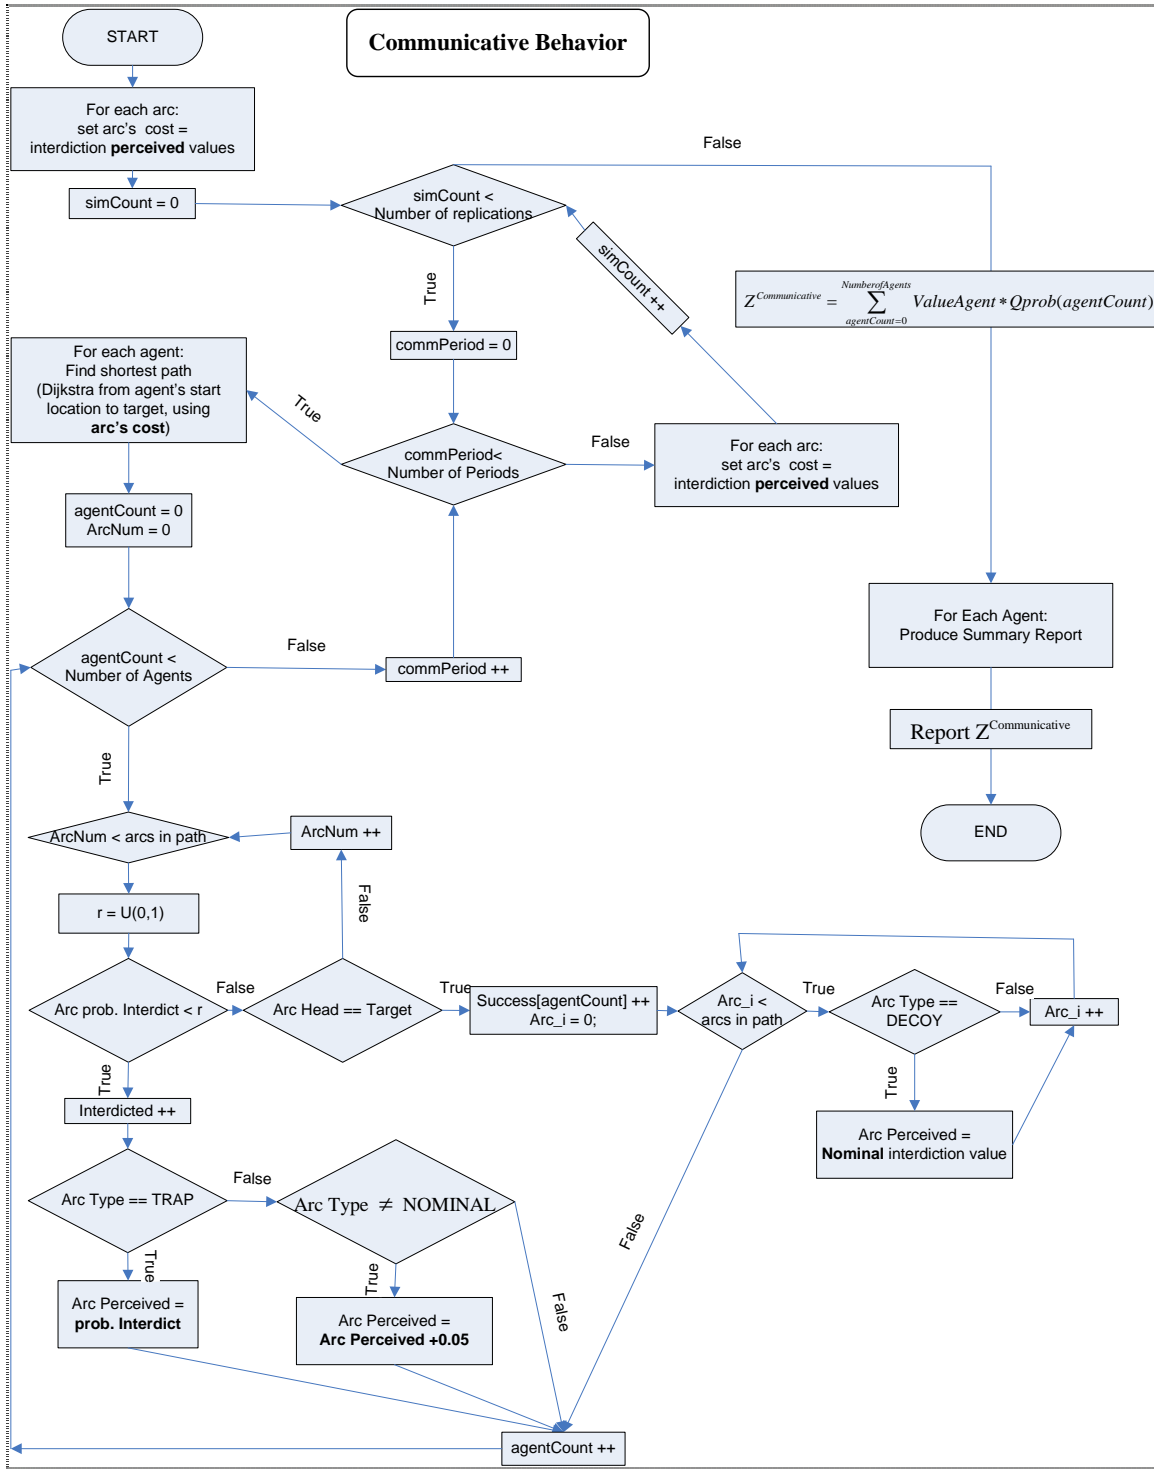 START
Communicative Behavior
For each arc:
set arc's  cost =
interdiction perceived values
simCount = 0
simCount <
Number of replications
False
True
simCount ++
Z^Communicative = ∑_{agentCount=0}^{NumberofAgents} ValueAgent * Qprob(agentCount)
commPeriod = 0
For each agent:
Find shortest path
(Dijkstra from agent's start
location to target, using
arc's cost)
True
commPeriod<
Number of Periods
False
For each arc:
set arc's  cost =
interdiction perceived values
agentCount = 0
ArcNum = 0
agentCount <
Number of Agents
False
commPeriod ++
For Each Agent:
Produce Summary Report
Report Z^Communicative
END
True
ArcNum < arcs in path
ArcNum ++
False
r = U(0,1)
Arc prob. Interdict < r
False
Arc Head == Target
True
Success[agentCount] ++
Arc_i = 0;
Arc_i <
arcs in path
True
Arc Type ==
DECOY
False
Arc_i ++
True
Arc Perceived =
Nominal interdiction value
False
True
Interdicted ++
Arc Type == TRAP
False
Arc Type ≠ NOMINAL
True
Arc Perceived =
prob. Interdict
True
Arc Perceived =
Arc Perceived +0.05
False
agentCount ++